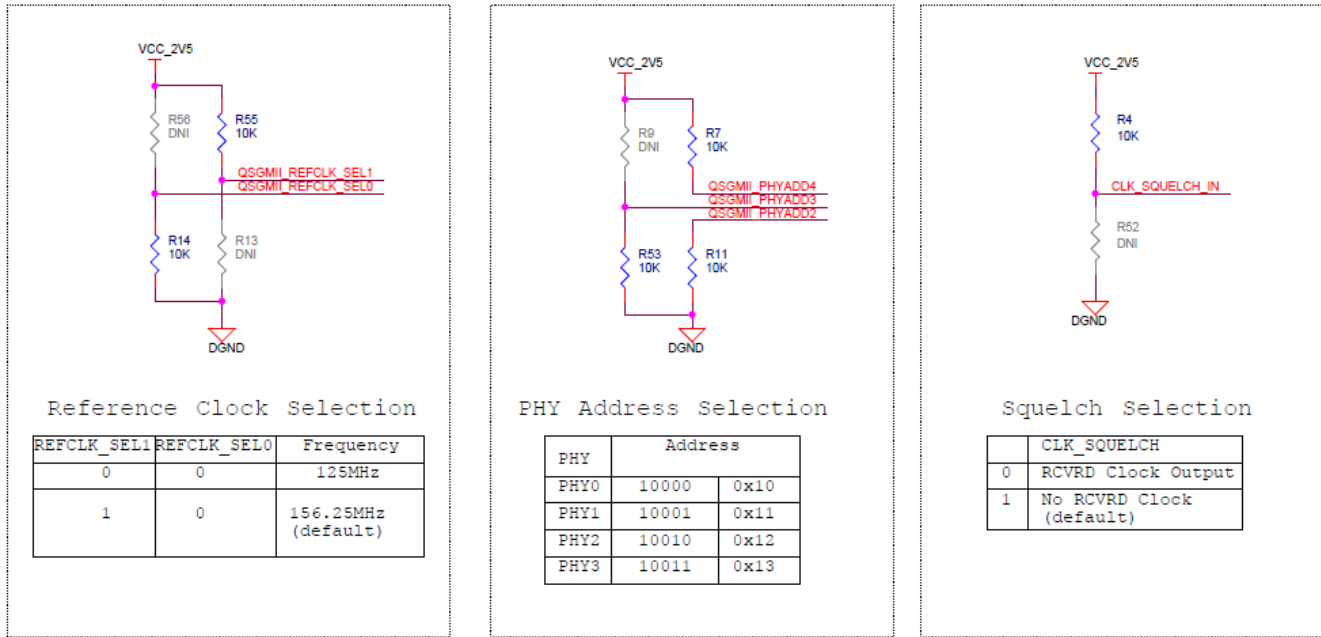 VCC_2V5
R56
DNI
R55
10K
QSGMII_REFCLK_SEL1
QSGMII_REFCLK_SEL0
R14
10K
R13
DNI
DGND
Reference Clock Selection
REFCLK_SEL1 REFCLK_SEL0 Frequency
0 0 125MHz
1 0 156.25MHz
(default)
VCC_2V5
R9
DNI
R7
10K
QSGMII_PHYADD4
QSGMII_PHYADD3
QSGMII_PHYADD2
R53
10K
R11
10K
DGND
PHY Address Selection
PHY Address
PHY0 10000 0x10
PHY1 10001 0x11
PHY2 10010 0x12
PHY3 10011 0x13
VCC_2V5
R4
10K
CLK_SQUELCH_IN
R52
DNI
DGND
Squelch Selection
CLK_SQUELCH
0 RCVRD Clock Output
1 No RCVRD Clock
(default)